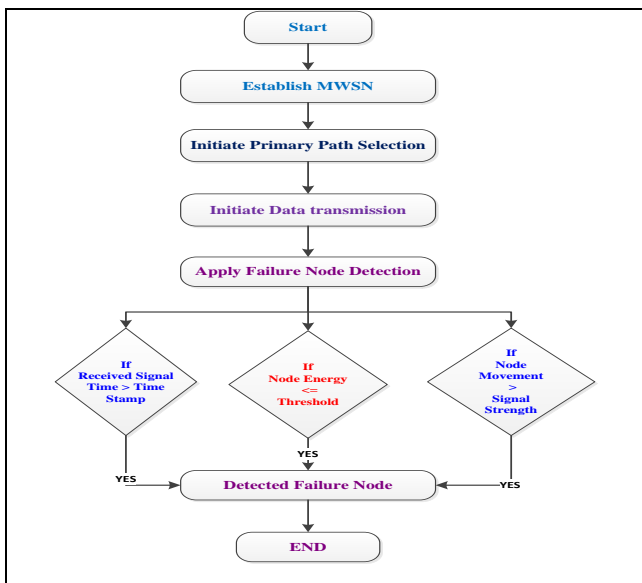 Start
Establish MWSN
Initiate Primary Path Selection
Initiate Data transmission
Apply Failure Node Detection
If
Received Signal
Time > Time
Stamp
If
Node Energy
<=
Threshold
If
Node
Movement
>
Signal
Strength
YES
YES
YES
Detected Failure Node
END